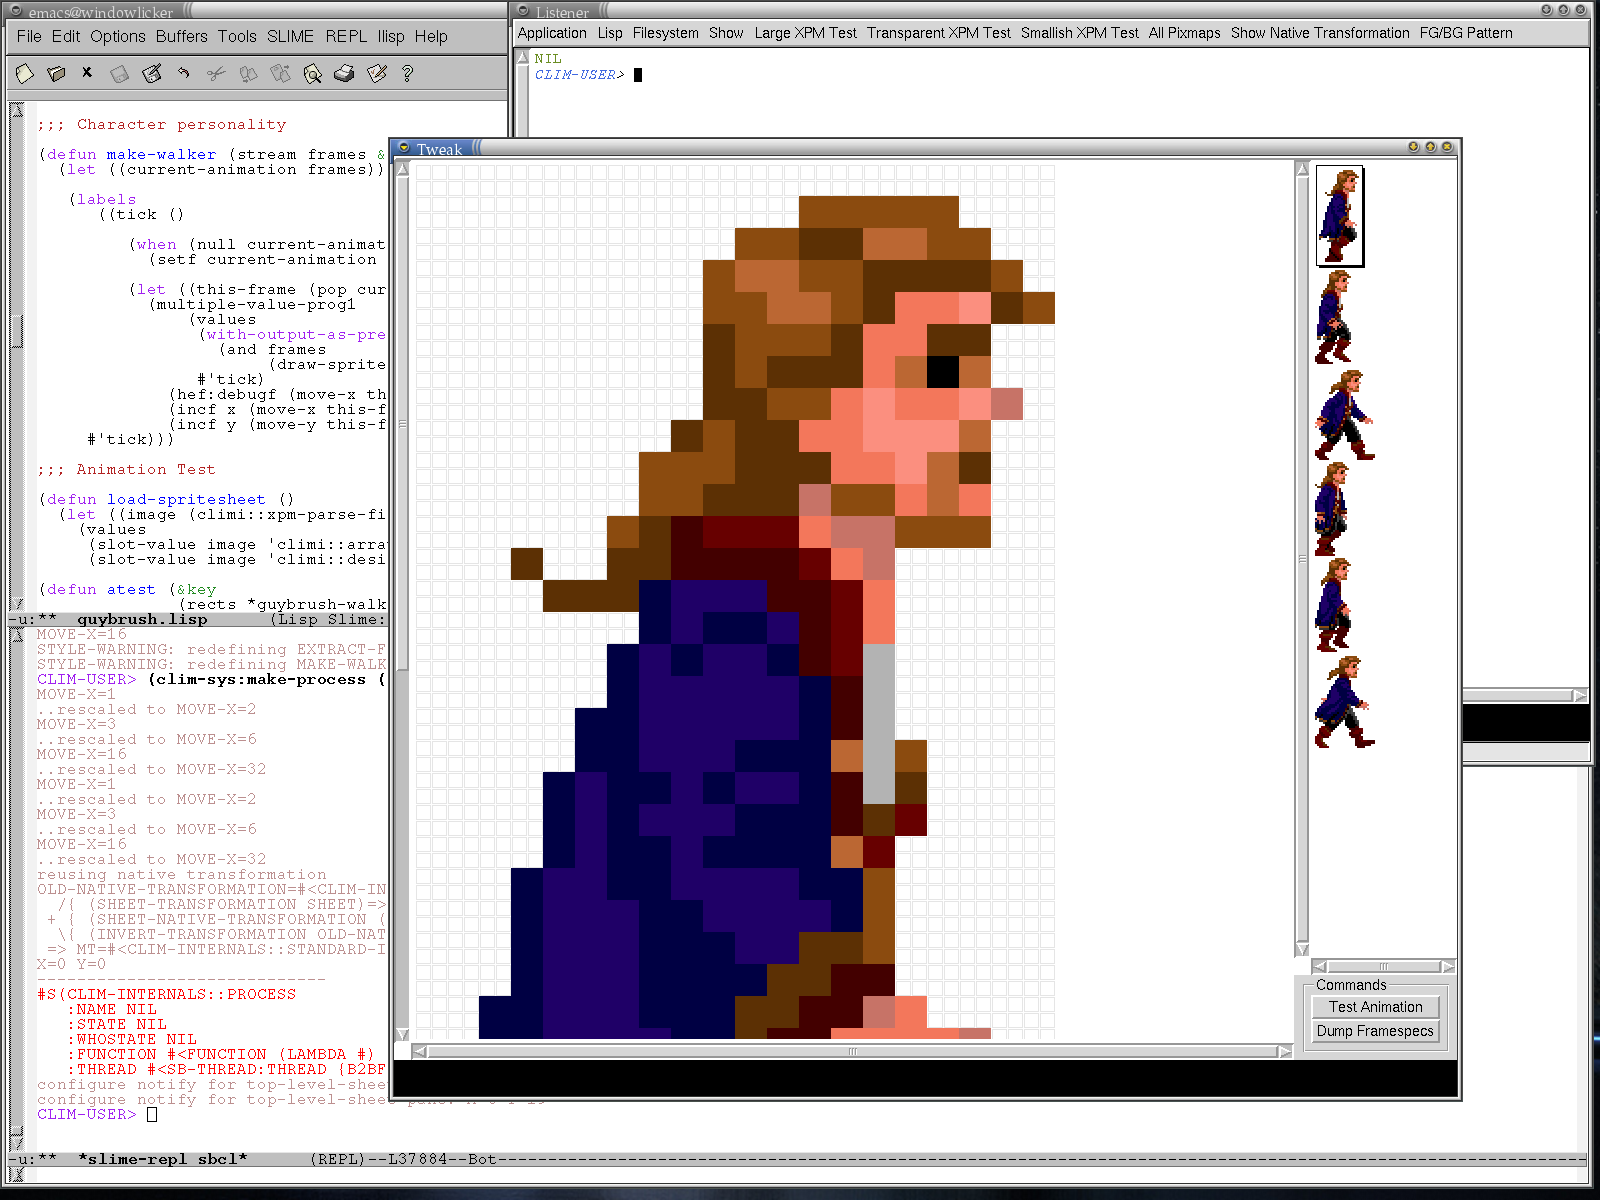 emacs@windowlicker
File Edit Options Buffers Tools SLIME REPL Ilisp Help
;;; Character personality
(defun make-walker (stream frames &
(let ((current-animation frames))
(labels
((tick ()
(when (null current-animat
(setf current-animation
(let ((this-frame (pop cur
(multiple-value-prog1
(values
(with-output-as-pre
(and frames
(draw-sprite
#'tick)
(hef:debugf (move-x th
(incf x (move-x this-f
(incf y (move-y this-f
#'tick)))
;;; Animation Test
(defun load-spritesheet ()
(let ((image (climi::xpm-parse-fi
(values
(slot-value image 'climi::arra
(slot-value image 'climi::desi
(defun atest (&key
(rects *guybrush-walk
-u:** guybrush.lisp (Lisp Slime:
MOVE-X=16
STYLE-WARNING: redefining EXTRACT-F
STYLE-WARNING: redefining MAKE-WALK
CLIM-USER> (clim-sys:make-process (
MOVE-X=1
..rescaled to MOVE-X=2
MOVE-X=3
..rescaled to MOVE-X=6
MOVE-X=16
..rescaled to MOVE-X=32
MOVE-X=1
..rescaled to MOVE-X=2
MOVE-X=3
..rescaled to MOVE-X=6
MOVE-X=16
..rescaled to MOVE-X=32
reusing native transformation
OLD-NATIVE-TRANSFORMATION=#<CLIM-IN
/{ (SHEET-TRANSFORMATION SHEET)=>
+ { (SHEET-NATIVE-TRANSFORMATION (
\{ (INVERT-TRANSFORMATION OLD-NAT
=> MT=#<CLIM-INTERNALS::STANDARD-I
X=0 Y=0
-----------------------------
#S(CLIM-INTERNALS::PROCESS
:NAME NIL
:STATE NIL
:WHOSTATE NIL
:FUNCTION #<FUNCTION (LAMBDA #)
:THREAD #<SB-THREAD:THREAD {B2BF
configure notify for top-level-shee
configure notify for top-level-shee
CLIM-USER>
-u:** *slime-repl sbcl* (REPL)--L37884--Bot
Listener
Application Lisp Filesystem Show Large XPM Test Transparent XPM Test Smallish XPM Test All Pixmaps Show Native Transformation FG/BG Pattern
NIL
CLIM-USER>
Tweak
Commands
Test Animation
Dump Framespecs